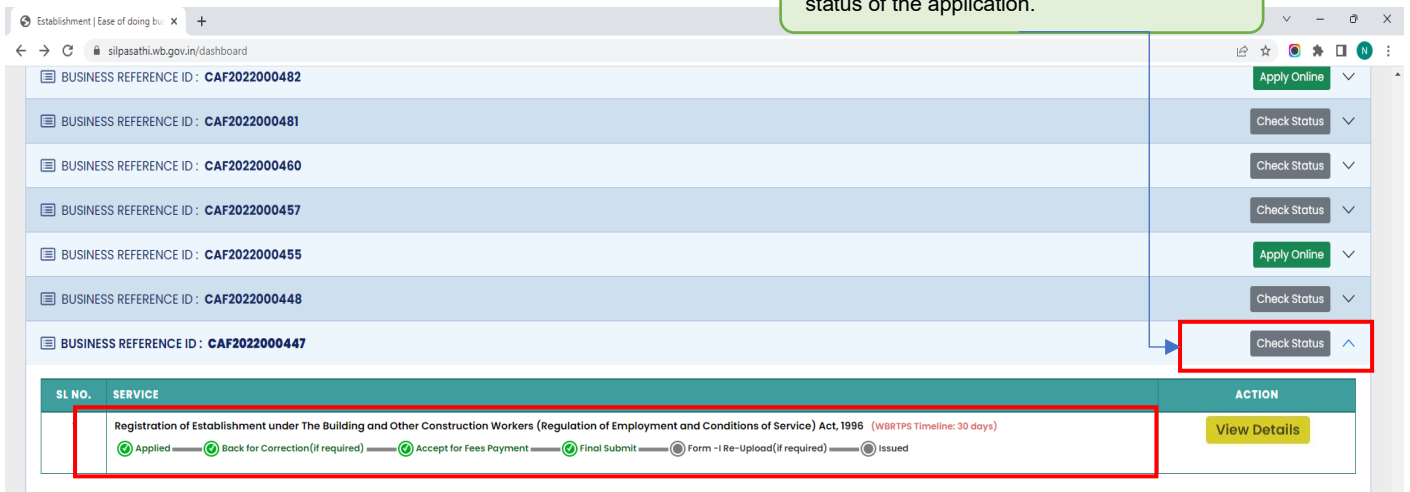 status of the application.
Establishment | Ease of doing bu
silpasathi.wb.gov.in/dashboard
N
BUSINESS REFERENCE ID : CAF2022000482 Apply Online
BUSINESS REFERENCE ID : CAF2022000481 Check Status
BUSINESS REFERENCE ID : CAF2022000460 Check Status
BUSINESS REFERENCE ID : CAF2022000457 Check Status
BUSINESS REFERENCE ID : CAF2022000455 Apply Online
BUSINESS REFERENCE ID : CAF2022000448 Check Status
BUSINESS REFERENCE ID : CAF2022000447 Check Status
SL NO. SERVICE ACTION
Registration of Establishment under The Building and Other Construction Workers (Regulation of Employment and Conditions of Service) Act, 1996 (WBRTPS Timeline: 30 days) View Details
Applied Back for Correction(if required) Accept for Fees Payment Final Submit Form -I Re-Upload(if required) Issued